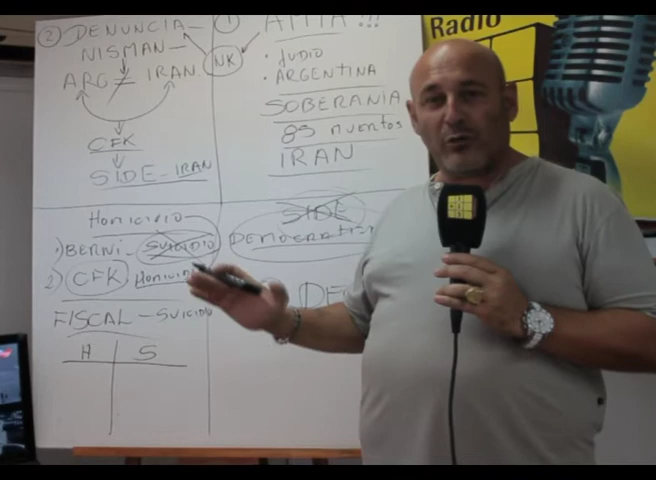 ② DENUNCIA
NISMAN
ARG ≠ IRAN
CFK
SIDE - IRAN
①
AMIA !!!
NK
• JUDIO
• ARGENTINA
SOBERANIA
85 MUERTOS
IRAN
HOMICIDIO
1) BERNI - SUICIDIO
2) CFK
FISCAL - SUICIDIO
H S
SIDE
Radio